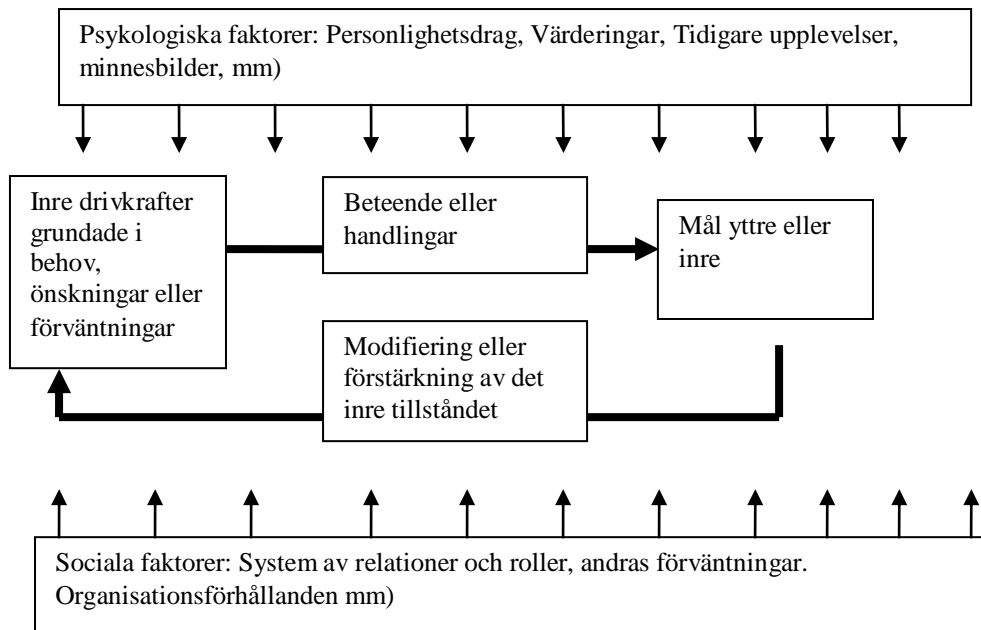 Psykologiska faktorer: Personlighetsdrag, Värderingar, Tidigare upplevelser,
minnesbilder, mm)
Inre drivkrafter
grundade i
behov,
önskningar eller
förväntningar
Beteende eller
handlingar
Mål yttre eller
inre
Modifiering eller
förstärkning av det
inre tillståndet
Sociala faktorer: System av relationer och roller, andras förväntningar.
Organisationsförhållanden mm)